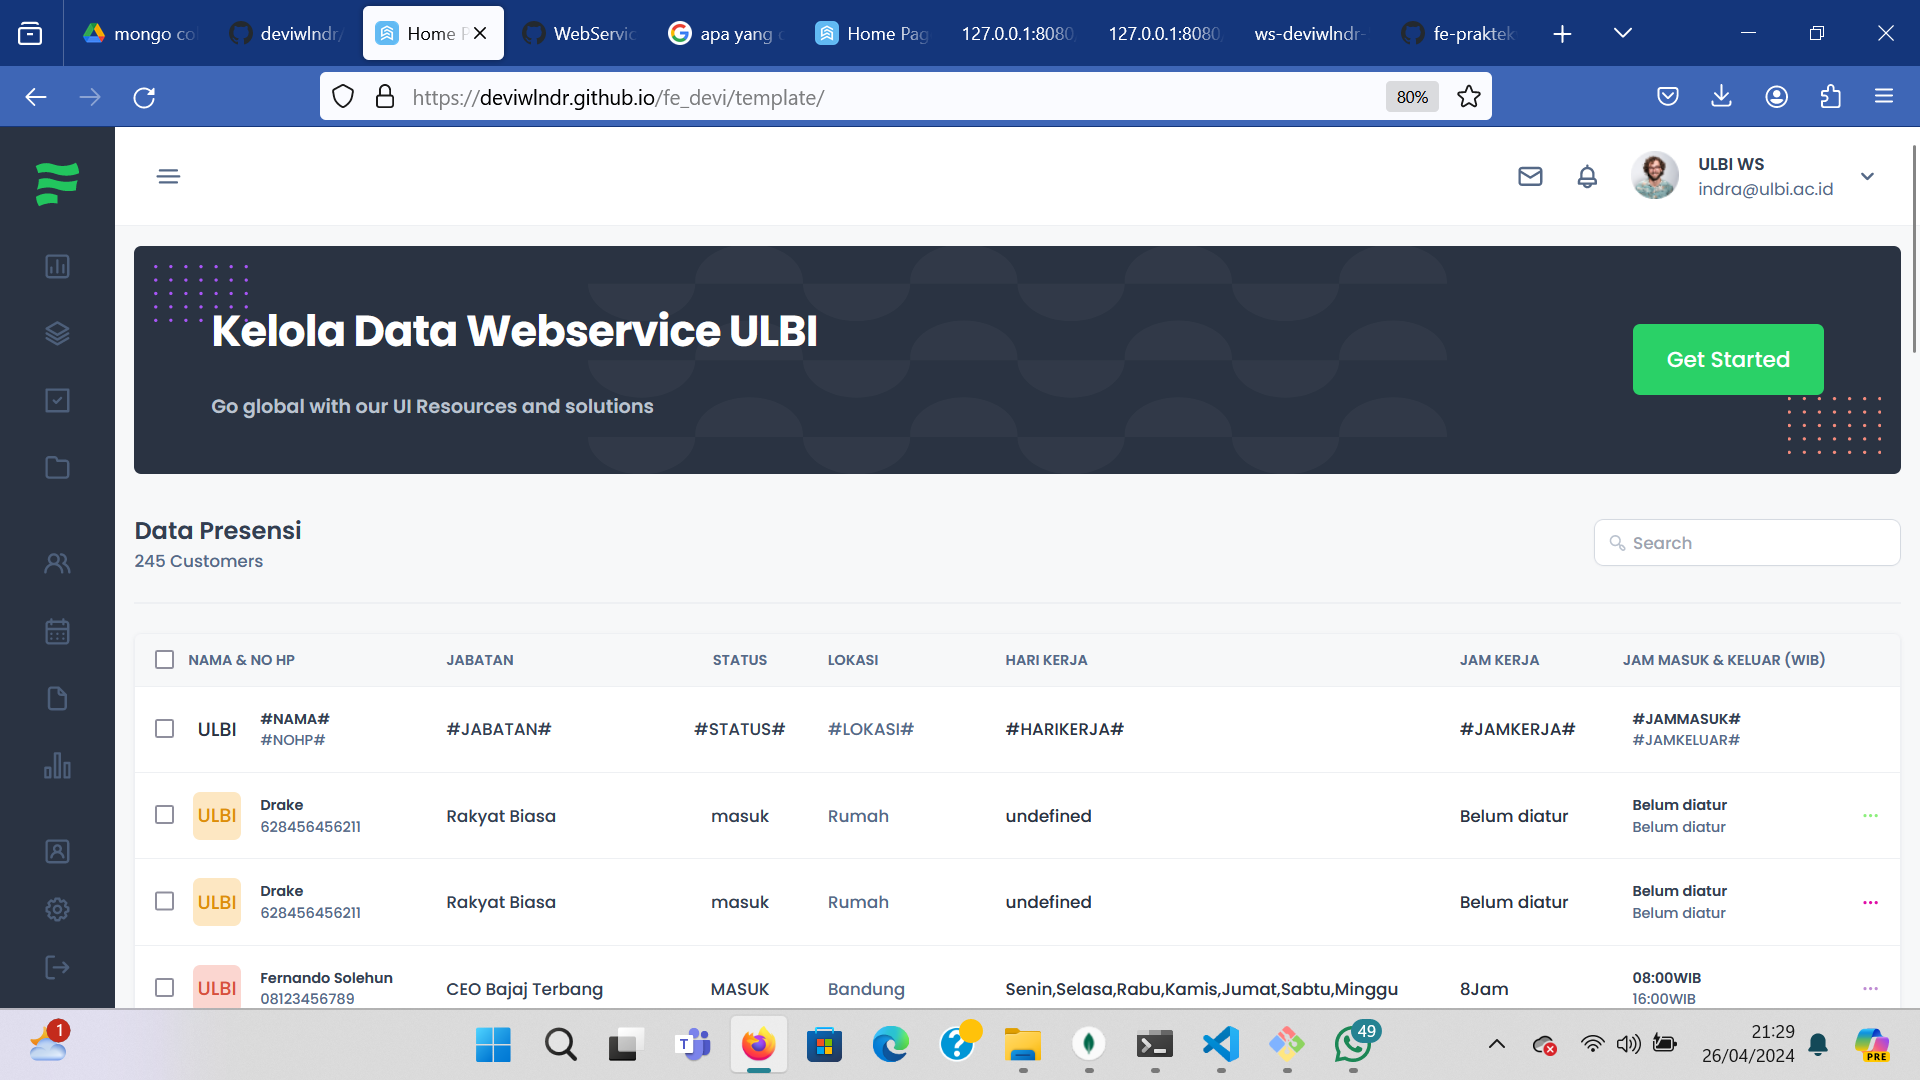 mongo co
deviwlndr/
Home P
WebServic
apa yang
Home Pag
127.0.0.1:8080
127.0.0.1:8080
ws-deviwlndr-
fe-praktek
https://deviwlndr.github.io/fe_devi/template/
80%
ULBI WS
indra@ulbi.ac.id
Kelola Data Webservice ULBI
Go global with our UI Resources and solutions
Get Started
Data Presensi
245 Customers
Search
NAMA & NO HP JABATAN STATUS LOKASI HARI KERJA JAM KERJA JAM MASUK & KELUAR (WIB)
ULBI #NAMA# #JABATAN# #STATUS# #LOKASI# #HARIKERJA# #JAMKERJA# #JAMMASUK#
#NOHP# #JAMKELUAR#
ULBI Drake Rakyat Biasa masuk Rumah undefined Belum diatur Belum diatur
628456456211 Belum diatur
ULBI Drake Rakyat Biasa masuk Rumah undefined Belum diatur Belum diatur
628456456211 Belum diatur
ULBI Fernando Solehun CEO Bajaj Terbang MASUK Bandung Senin,Selasa,Rabu,Kamis,Jumat,Sabtu,Minggu 8Jam 08:00WIB
08123456789 16:00WIB
1
49
21:29
26/04/2024
PRE